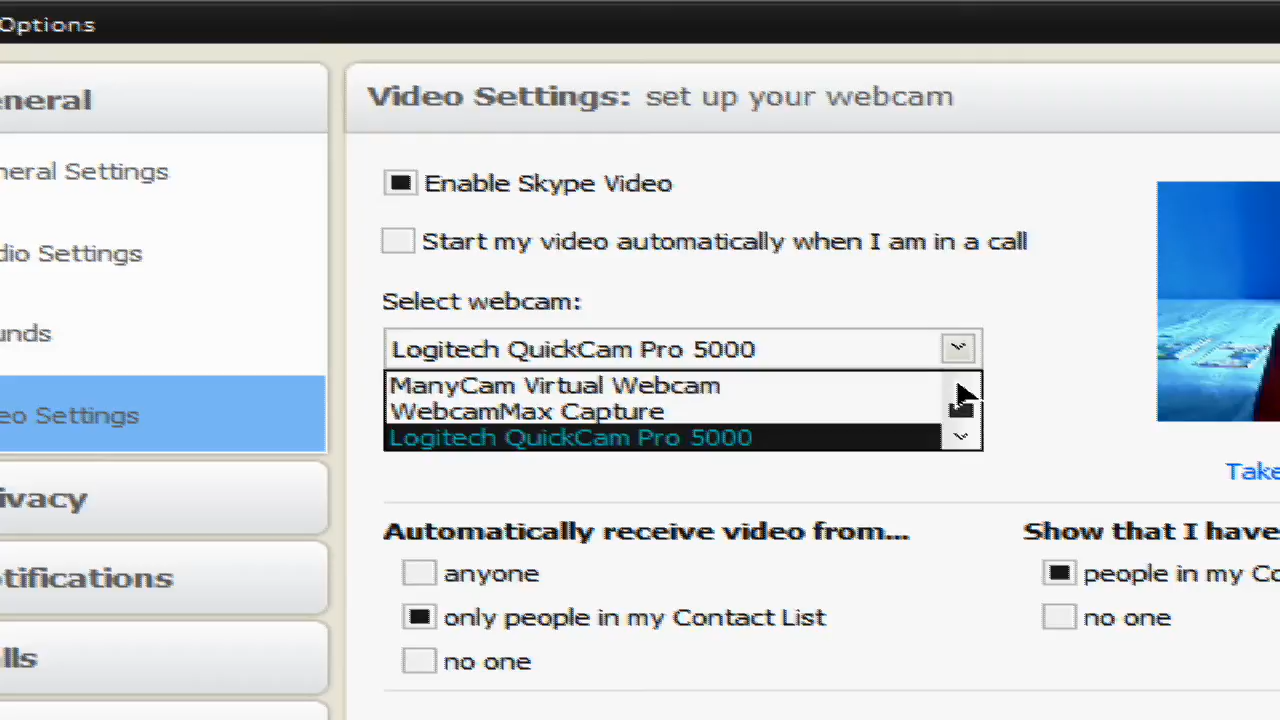 Options
eneral
neral Settings
dio Settings
unds
eo Settings
ivacy
tifications
lls
Video Settings: set up your webcam
Enable Skype Video
Start my video automatically when I am in a call
Select webcam:
Logitech QuickCam Pro 5000
ManyCam Virtual Webcam
WebcamMax Capture
Logitech QuickCam Pro 5000
Take
Automatically receive video from...
anyone
only people in my Contact List
no one
Show that I have
people in my Co
no one